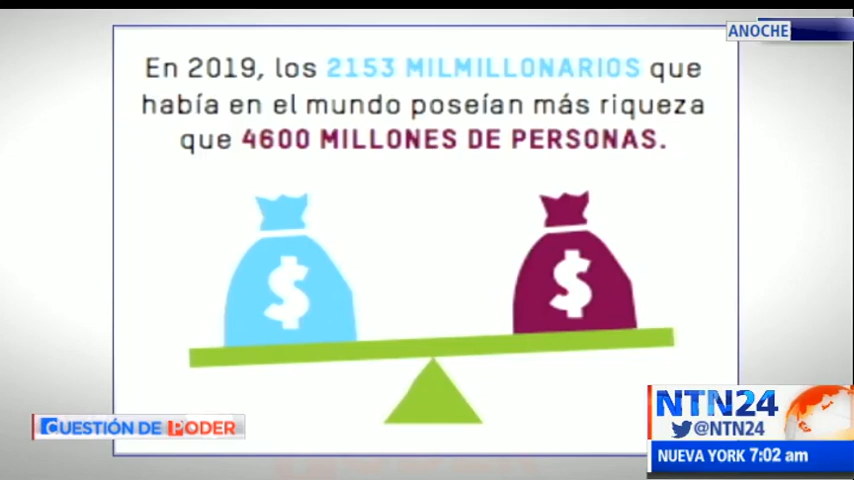 ANOCHE
En 2019, los 2153 MILMILLONARIOS que
había en el mundo poseían más riqueza
que 4600 MILLONES DE PERSONAS.
$ $
CUESTIÓN DE PODER
NTN24
@NTN24
NUEVA YORK 7:02 am